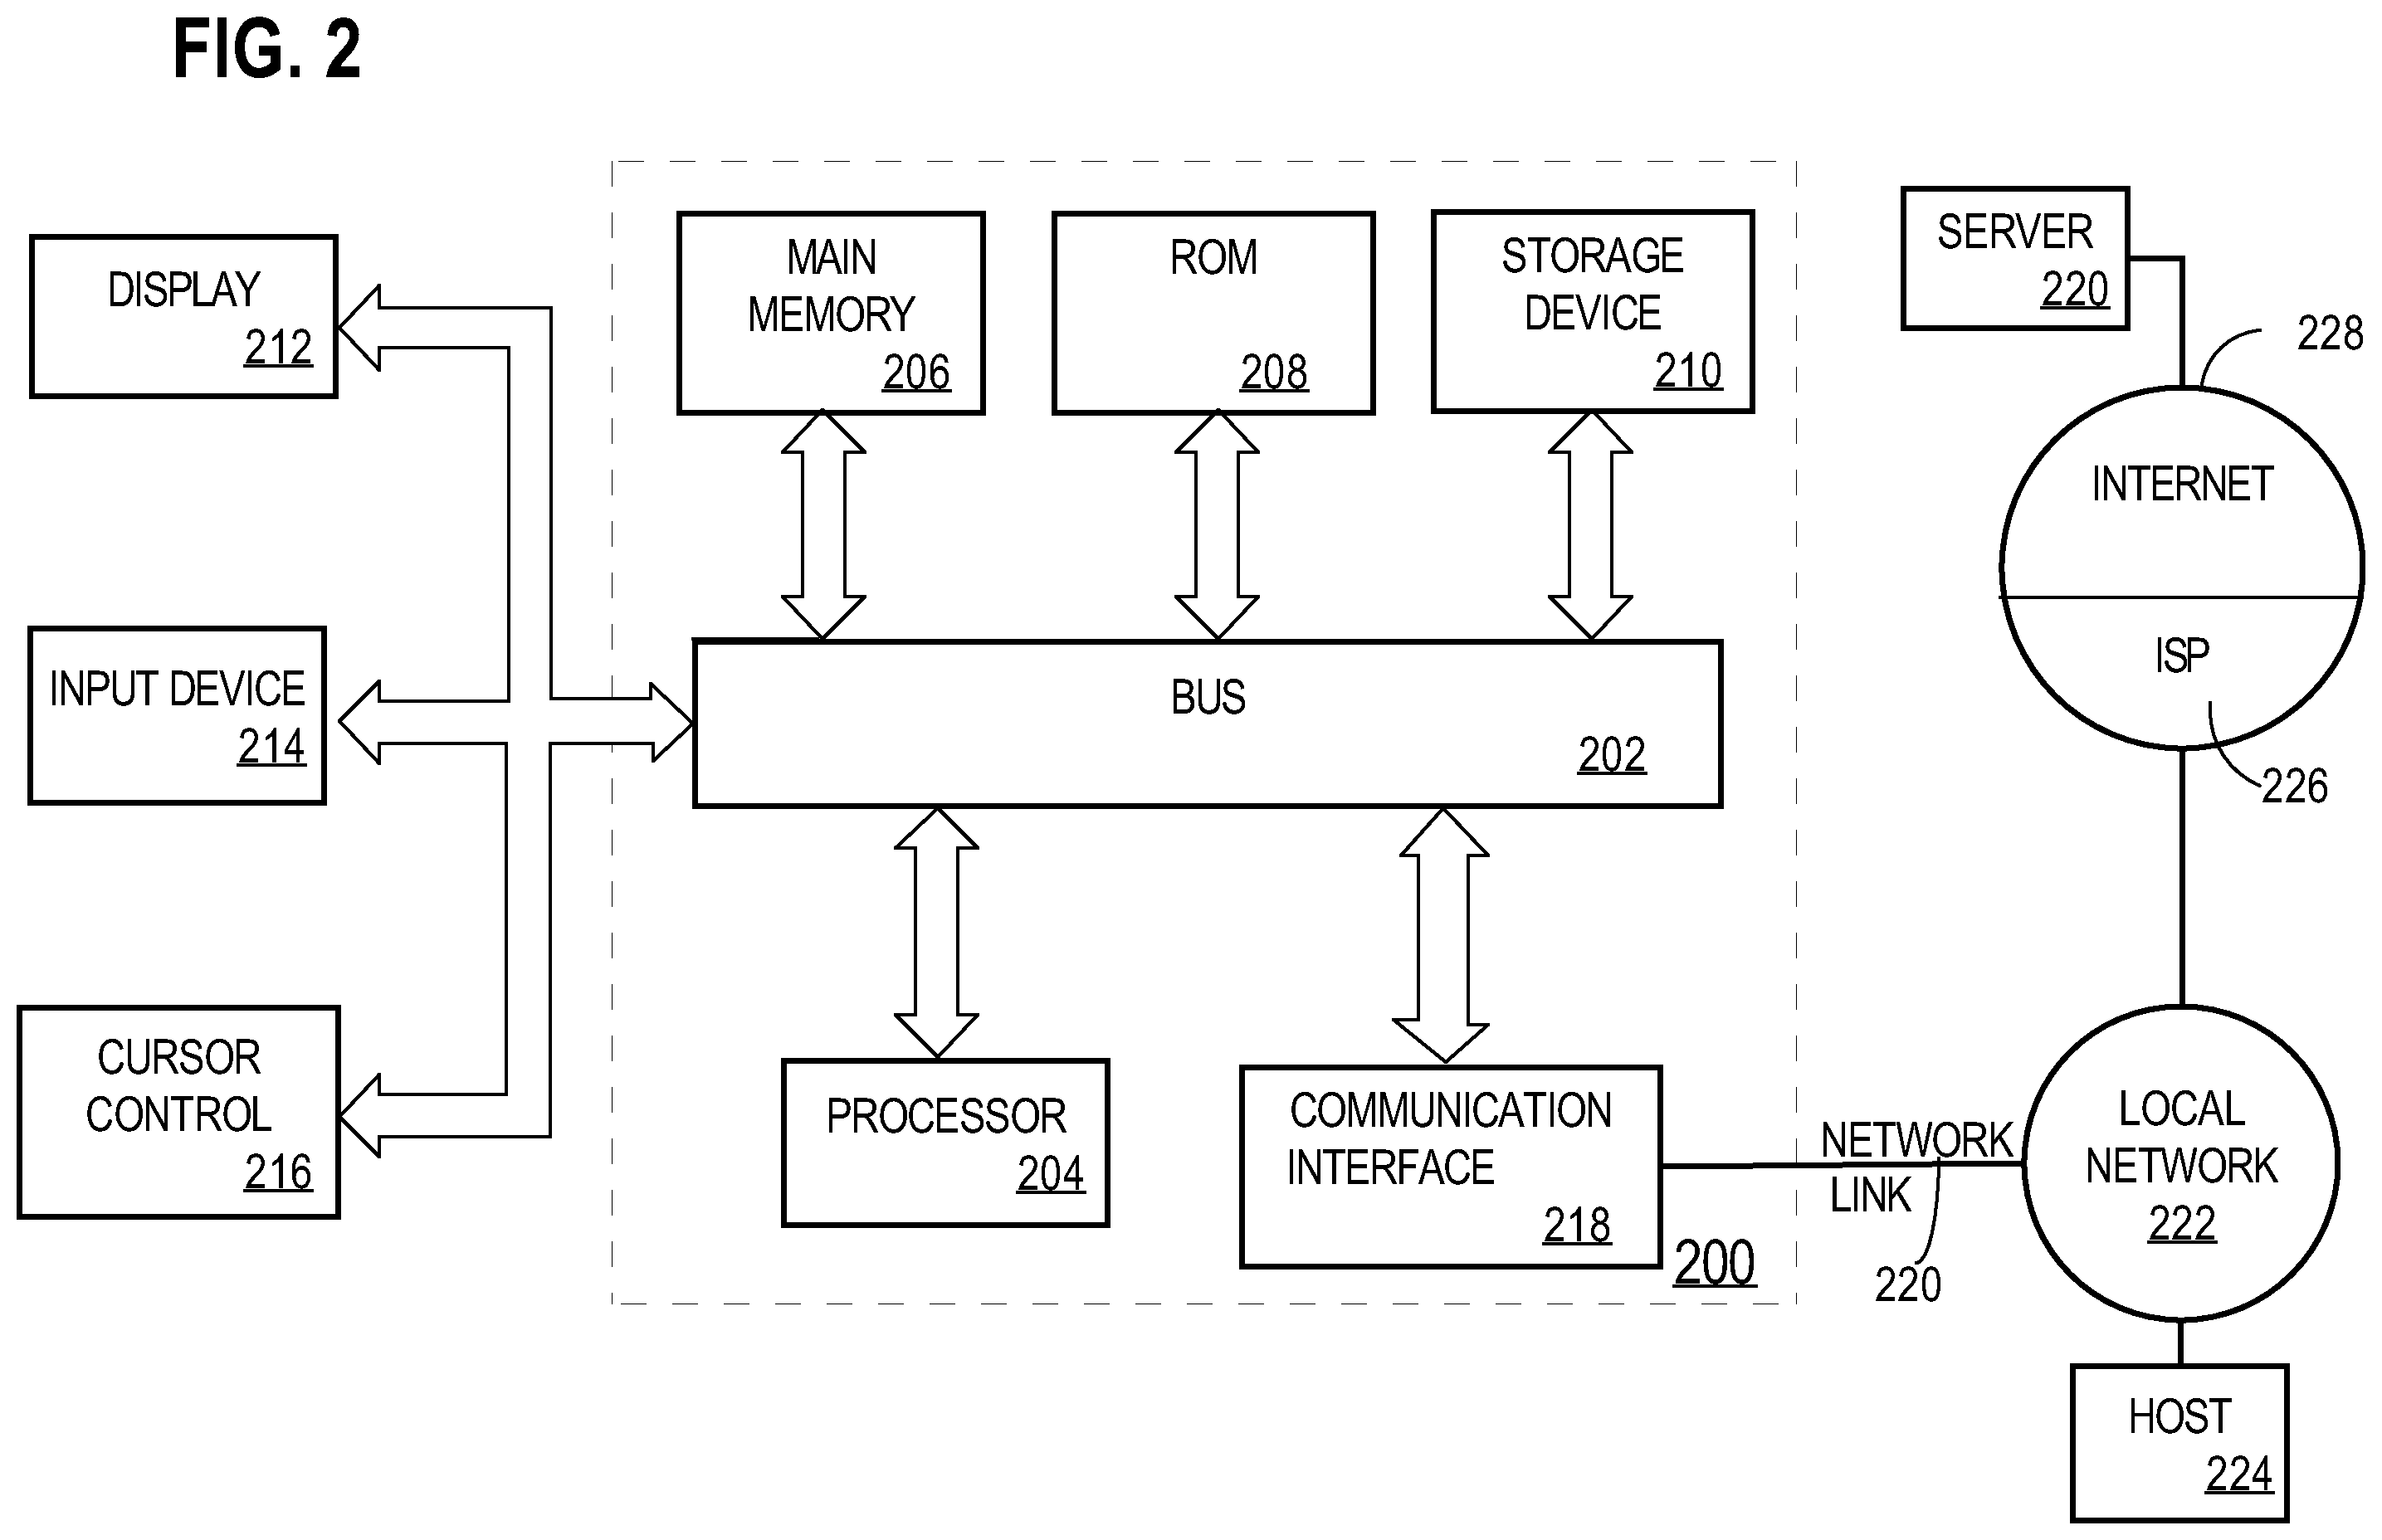 FIG. 2
DISPLAY
212
INPUT DEVICE
214
CURSOR
CONTROL
216
MAIN
MEMORY
206
ROM
208
STORAGE
DEVICE
210
BUS
202
PROCESSOR
204
COMMUNICATION
INTERFACE
218
200
NETWORK
LINK
220
SERVER
220
228
INTERNET
ISP
226
LOCAL
NETWORK
222
HOST
224